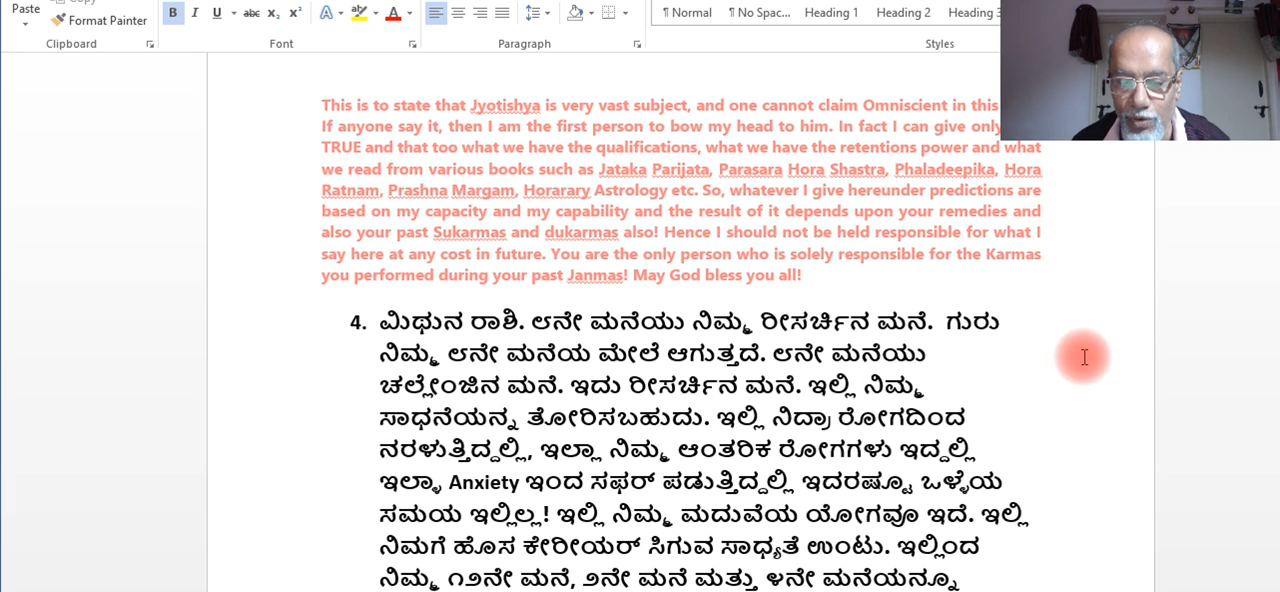 Paste
Format Painter
B I U abc x₂ x² A aby A
¶ Normal ¶ No Spac... Heading 1 Heading 2 Heading
Clipboard Font Paragraph Styles
This is to state that Jyotishya is very vast subject, and one cannot claim Omniscient in this
If anyone say it, then I am the first person to bow my head to him. In fact I can give only
TRUE and that too what we have the qualifications, what we have the retentions power and what
we read from various books such as Jataka Parijata, Parasara Hora Shastra, Phaladeepika, Hora
Ratnam, Prashna Margam, Horarary Astrology etc. So, whatever I give hereunder predictions are
based on my capacity and my capability and the result of it depends upon your remedies and
also your past Sukarmas and dukarmas also! Hence I should not be held responsible for what I
say here at any cost in future. You are the only person who is solely responsible for the Karmas
you performed during your past Janmas! May God bless you all!
4. ಮಿಥುನ ರಾಶಿ. ೮ನೇ ಮನೆಯು ನಿಮ್ಮ ರೀಸರ್ಚಿನ ಮನೆ. ಗುರು
ನಿಮ್ಮ ೮ನೇ ಮನೆಯ ಮೇಲೆ ಆಗುತ್ತದೆ. ೮ನೇ ಮನೆಯು
ಚಲ್ಲೇಂಜಿನ ಮನೆ. ಇದು ರೀಸರ್ಚಿನ ಮನೆ. ಇಲ್ಲಿ ನಿಮ್ಮ
ಸಾಧನೆಯನ್ನ ತೋರಿಸಬಹುದು. ಇಲ್ಲಿ ನಿದ್ರಾ ರೋಗದಿಂದ
ನರಳುತ್ತಿದ್ದಲ್ಲಿ, ಇಲ್ಲಾ ನಿಮ್ಮ ಆಂತರಿಕ ರೋಗಗಳು ಇದ್ದಲ್ಲಿ
ಇಲ್ಳಾ Anxiety ಇಂದ ಸಫರ್ ಪಡುತ್ತಿದ್ದಲ್ಲಿ ಇದರಷ್ಟೂ ಒಳ್ಳೆಯ
ಸಮಯ ಇಲ್ಲಿಲ್ಲ! ಇಲ್ಲಿ ನಿಮ್ಮ ಮದುವೆಯ ಯೋಗವೂ ಇದೆ. ಇಲ್ಲಿ
ನಿಮಗೆ ಹೊಸ ಕೇರೀಯರ್ ಸಿಗುವ ಸಾಧ್ಯತೆ ಉಂಟು. ಇಲ್ಲಿಂದ
ನಿಮ್ಮ ೧೨ನೇ ಮನೆ, ೨ನೇ ಮನೆ ಮತ್ತು ೪ನೇ ಮನೆಯನ್ನೂ